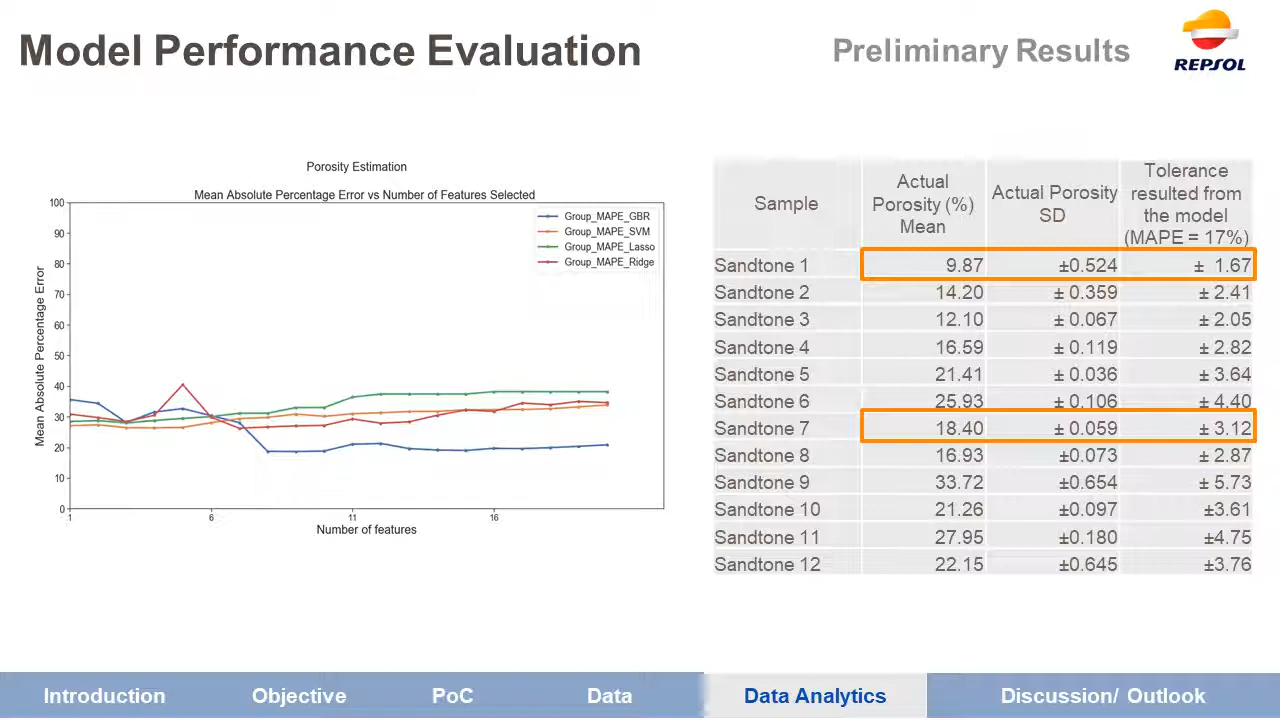 Model Performance Evaluation
Preliminary Results
REPSOL
Porosity Estimation
Mean Absolute Percentage Error vs Number of Features Selected
Mean Absolute Percentage Error
100
90
80
70
60
50
40
30
20
10
0
1
6
11
16
Number of features
Group_MAPE_GBR
Group_MAPE_SVM
Group_MAPE_Lasso
Group_MAPE_Ridge
Sample
Actual
Porosity (%)
Mean
Actual Porosity
SD
Tolerance
resulted from
the model
(MAPE = 17%)
Sandtone 1 9.87 ±0.524 ± 1.67
Sandtone 2 14.20 ± 0.359 ± 2.41
Sandtone 3 12.10 ± 0.067 ± 2.05
Sandtone 4 16.59 ± 0.119 ± 2.82
Sandtone 5 21.41 ± 0.036 ± 3.64
Sandtone 6 25.93 ± 0.106 ± 4.40
Sandtone 7 18.40 ± 0.059 ± 3.12
Sandtone 8 16.93 ±0.073 ± 2.87
Sandtone 9 33.72 ±0.654 ± 5.73
Sandtone 10 21.26 ±0.097 ±3.61
Sandtone 11 27.95 ±0.180 ±4.75
Sandtone 12 22.15 ±0.645 ±3.76
Introduction Objective PoC Data Data Analytics Discussion/ Outlook